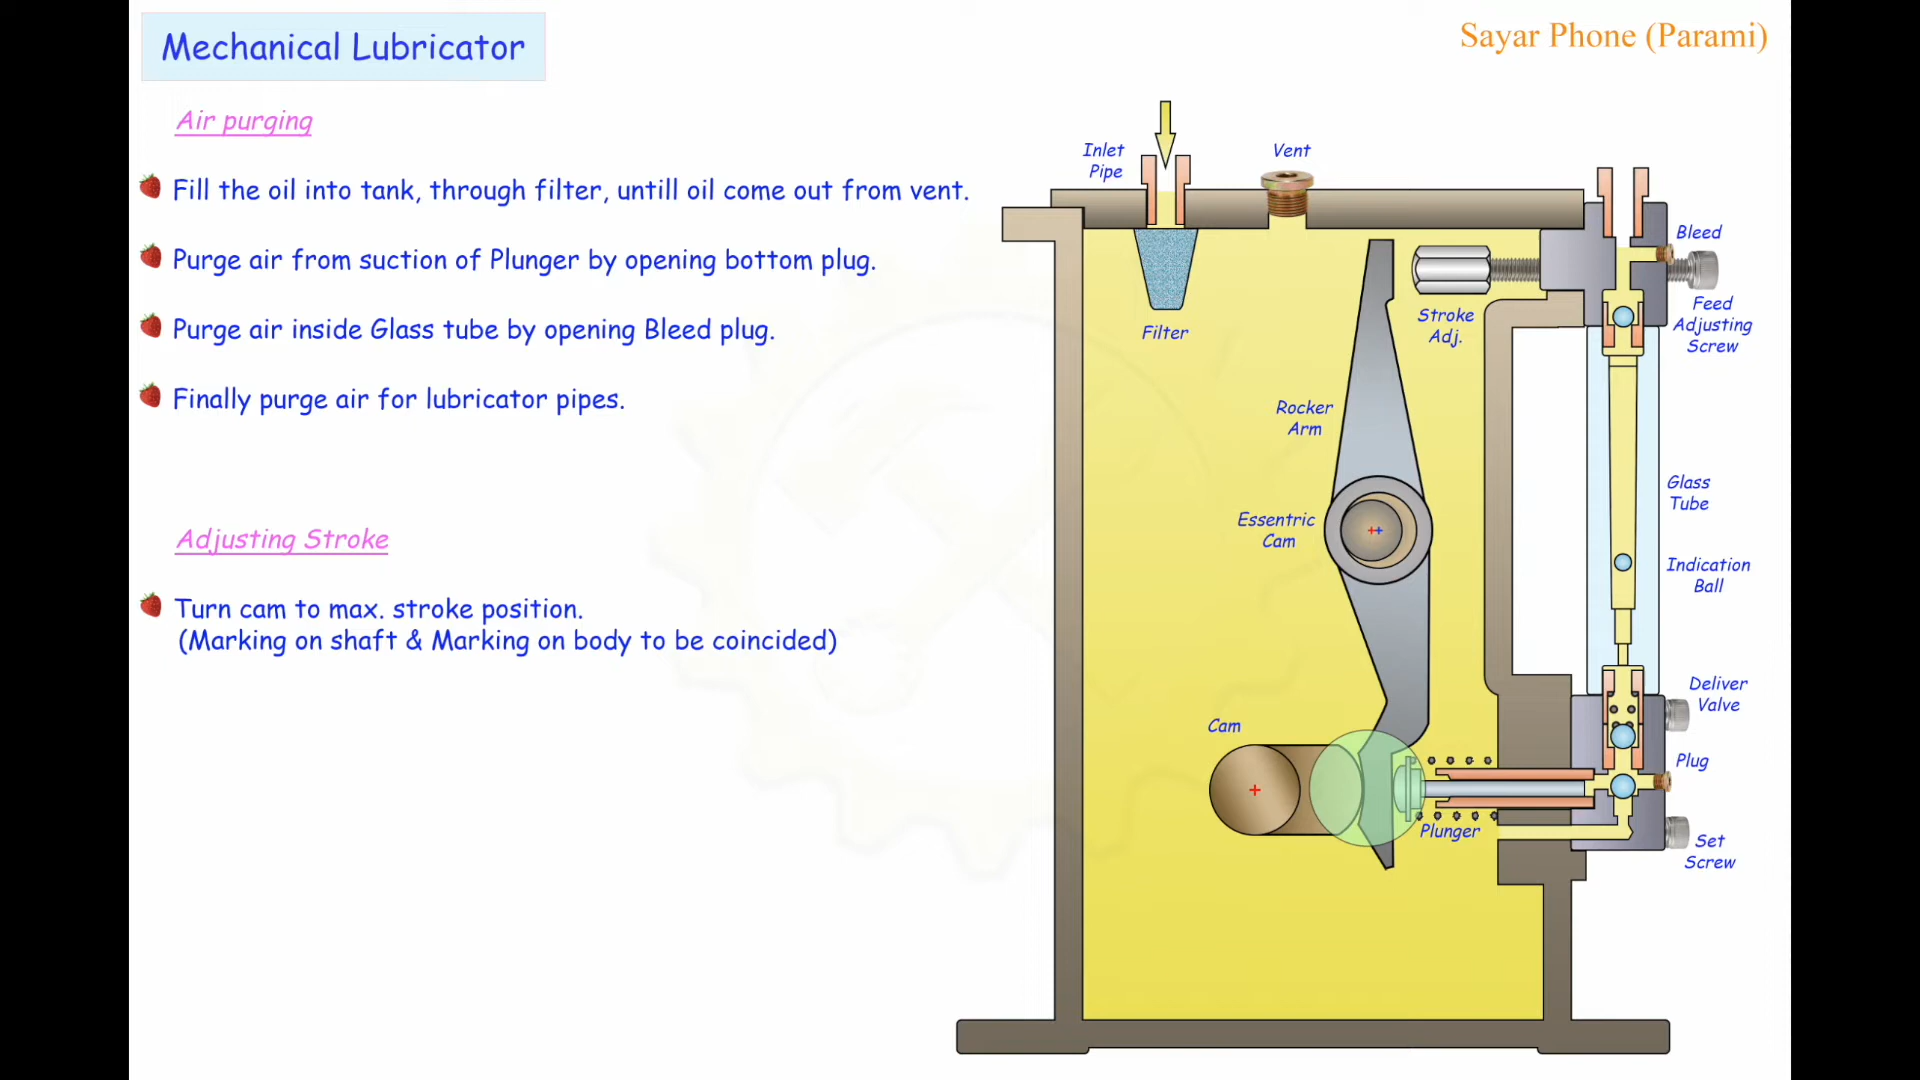 Mechanical Lubricator
Sayar Phone (Parami)
Air purging
Fill the oil into tank, through filter, untill oil come out from vent.
Purge air from suction of Plunger by opening bottom plug.
Purge air inside Glass tube by opening Bleed plug.
Finally purge air for lubricator pipes.
Adjusting Stroke
Turn cam to max. stroke position.
(Marking on shaft & Marking on body to be coincided)
Inlet
Pipe
Vent
Bleed
Filter
Stroke
Adj.
Feed
Adjusting
Screw
Rocker
Arm
Glass
Tube
Essentric
Cam
Indication
Ball
Deliver
Valve
Cam
Plug
Plunger
Set
Screw